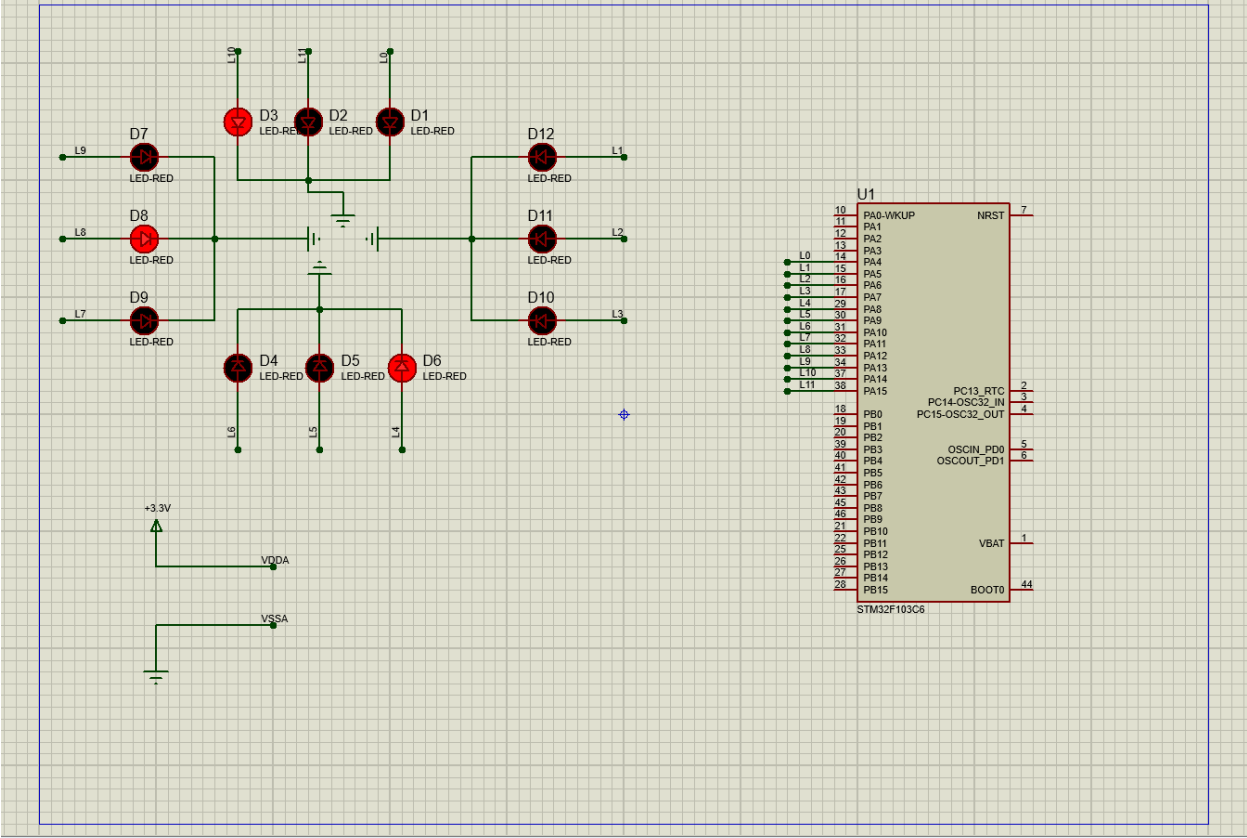 L10
L11
L0
D3
LED-RED
D2
LED-RED
D1
LED-RED
D7
L9
LED-RED
D8
L8
LED-RED
D9
L7
LED-RED
D12
L1
LED-RED
D11
L2
LED-RED
D10
L3
LED-RED
D4
LED-RED
D5
LED-RED
D6
LED-RED
L6
L5
L4
+3.3V
VDDA
VSSA
U1
10 PA0-WKUP NRST 7
11 PA1
12 PA2
13 PA3
L0 14 PA4
L1 15 PA5
L2 16 PA6
L3 17 PA7
L4 29 PA8
L5 30 PA9
L6 31 PA10
L7 32 PA11
L8 33 PA12
L9 34 PA13
L10 37 PA14
L11 38 PA15 PC13_RTC 2
PC14-OSC32_IN 3
18 PB0 PC15-OSC32_OUT 4
19 PB1
20 PB2
39 PB3 OSCIN_PD0 5
40 PB4 OSCOUT_PD1 6
41 PB5
42 PB6
43 PB7
45 PB8
46 PB9
21 PB10
22 PB11 VBAT 1
25 PB12
26 PB13
27 PB14
28 PB15 BOOT0 44
STM32F103C6